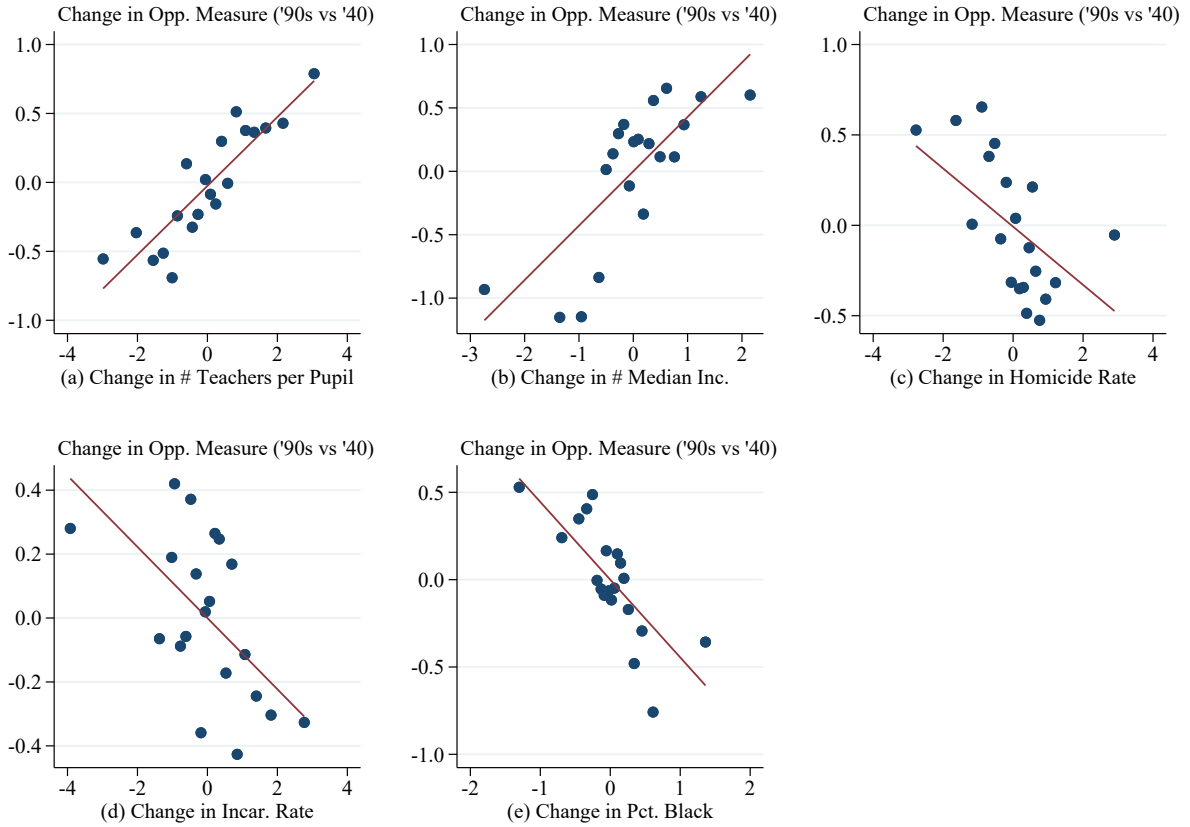 Change in Opp. Measure ('90s vs '40)
1.0
0.5
0.0
-0.5
-1.0
-4 -2 0 2 4
(a) Change in # Teachers per Pupil
Change in Opp. Measure ('90s vs '40)
1.0
0.5
0.0
-0.5
-1.0
-3 -2 -1 0 1 2
(b) Change in # Median Inc.
Change in Opp. Measure ('90s vs '40)
1.0
0.5
0.0
-0.5
-4 -2 0 2 4
(c) Change in Homicide Rate
Change in Opp. Measure ('90s vs '40)
0.4
0.2
0.0
-0.2
-0.4
-4 -2 0 2 4
(d) Change in Incar. Rate
Change in Opp. Measure ('90s vs '40)
0.5
0.0
-0.5
-1.0
-2 -1 0 1 2
(e) Change in Pct. Black